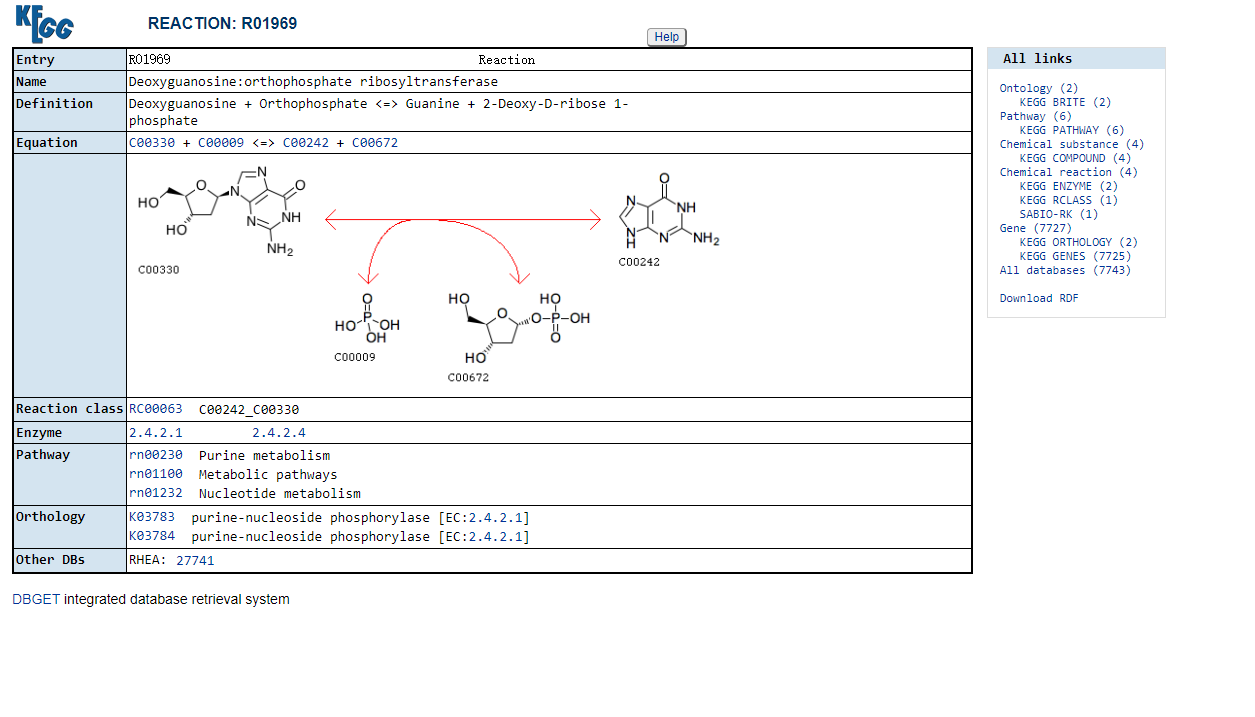 KEGG
REACTION: R01969
Help
Entry R01969 Reaction
Name Deoxyguanosine:orthophosphate ribosyltransferase
Definition Deoxyguanosine + Orthophosphate <=> Guanine + 2-Deoxy-D-ribose 1-
phosphate
Equation C00330 + C00009 <=> C00242 + C00672
HO
O
N
N
N
O
NH
N
NH2
HO
C00330
O
N
NH
N
H
N
NH2
C00242
O
HO-P-OH
OH
C00009
HO
HO
O
O-P-OH
O
HO
C00672
Reaction class RC00063 C00242_C00330
Enzyme 2.4.2.1 2.4.2.4
Pathway rn00230 Purine metabolism
rn01100 Metabolic pathways
rn01232 Nucleotide metabolism
Orthology K03783 purine-nucleoside phosphorylase [EC:2.4.2.1]
K03784 purine-nucleoside phosphorylase [EC:2.4.2.1]
Other DBs RHEA: 27741
DBGET integrated database retrieval system
All links
Ontology (2)
KEGG BRITE (2)
Pathway (6)
KEGG PATHWAY (6)
Chemical substance (4)
KEGG COMPOUND (4)
Chemical reaction (4)
KEGG ENZYME (2)
KEGG RCLASS (1)
SABIO-RK (1)
Gene (7727)
KEGG ORTHOLOGY (2)
KEGG GENES (7725)
All databases (7743)
Download RDF